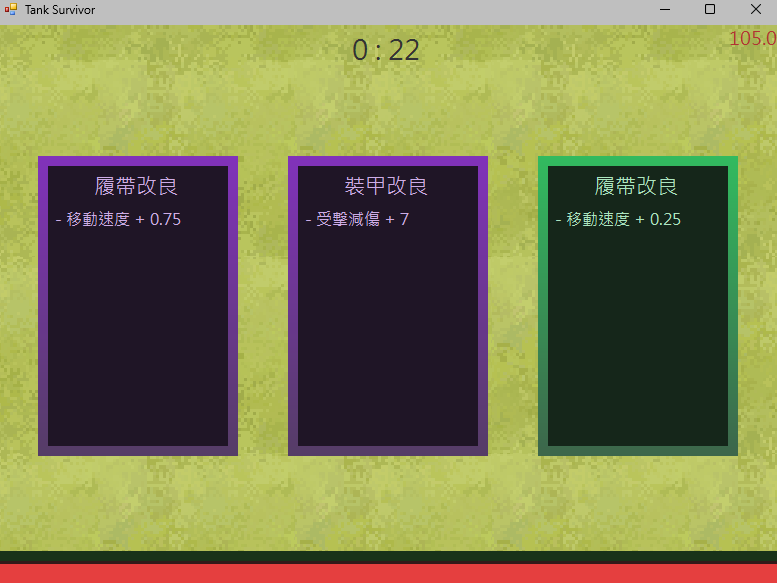 Tank Survivor
0 : 22
105.0
履帶改良
- 移動速度 + 0.75
裝甲改良
- 受擊減傷 + 7
履帶改良
- 移動速度 + 0.25